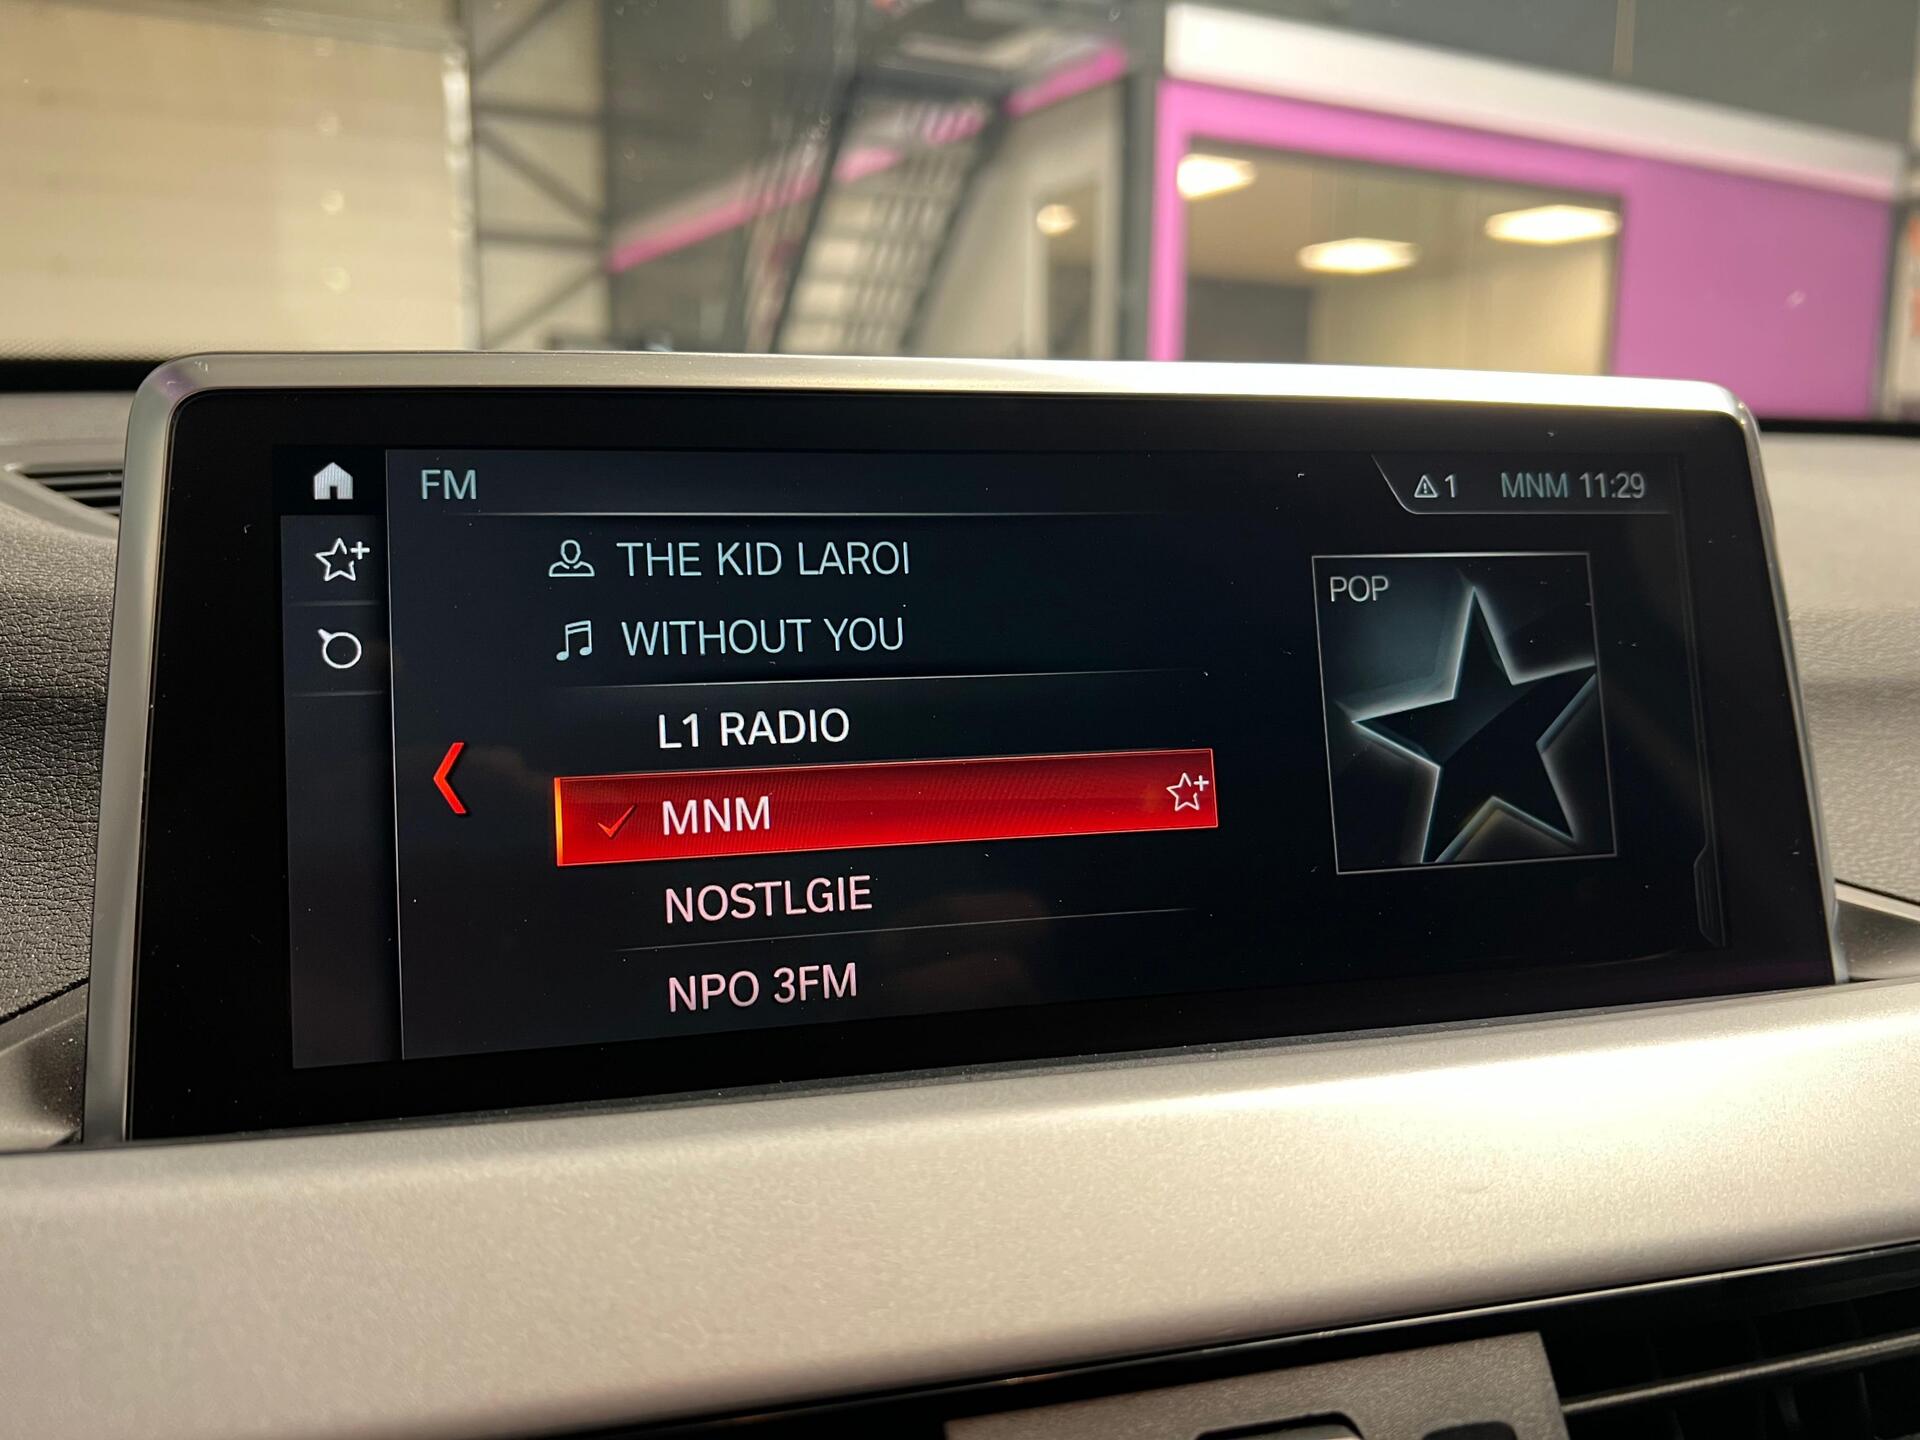 FM
1 MNM 11:29
THE KID LAROI
WITHOUT YOU
POP
L1 RADIO
MNM
NOSTLGIE
NPO 3FM